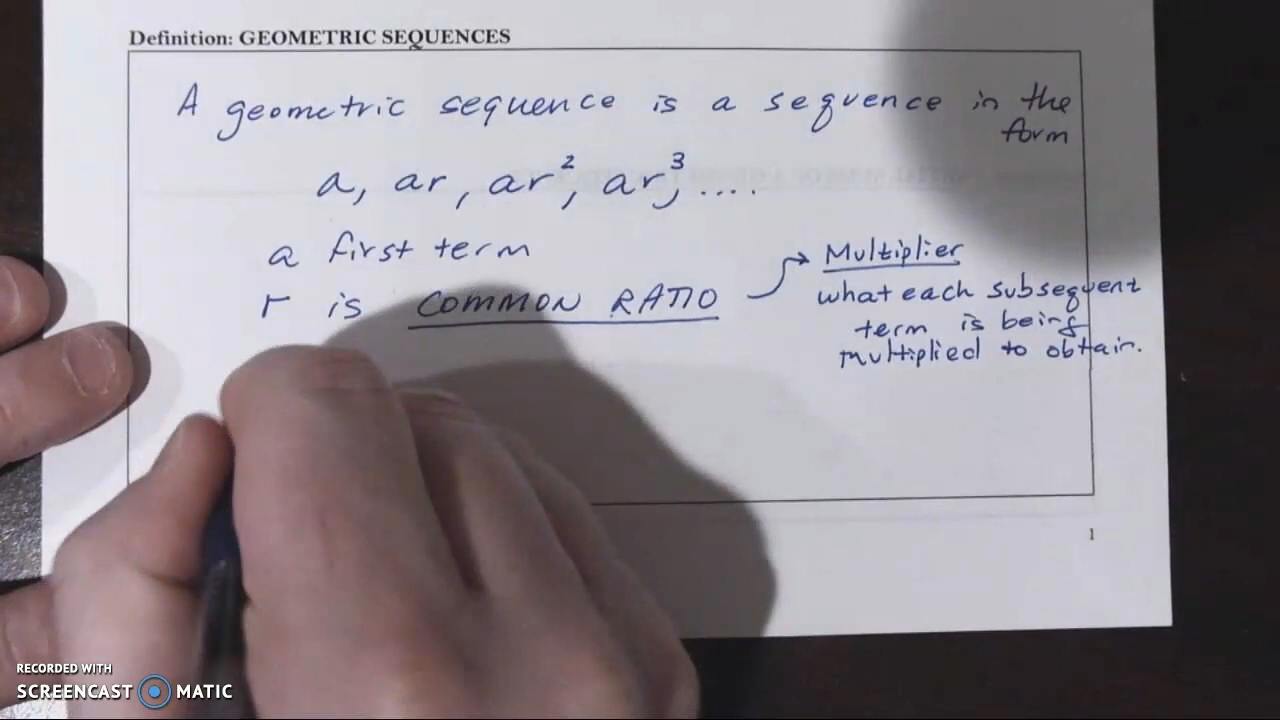 Definition: GEOMETRIC SEQUENCES
A geometric sequence is a sequence in the
form
a, ar, ar², ar³, ....
a first term
r is COMMON RATIO → Multiplier
what each subsequent
term is being
multiplied to obtain.
1
RECORDED WITH
SCREENCAST MATIC